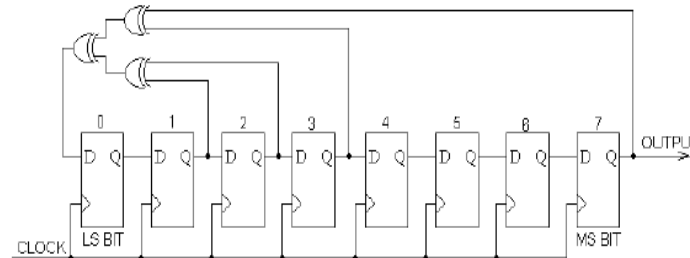 0 1 2 3 4 5 6 7
D Q D Q D Q D Q D Q D Q D Q D Q
OUTPU
LS BIT
MS BIT
CLOCK